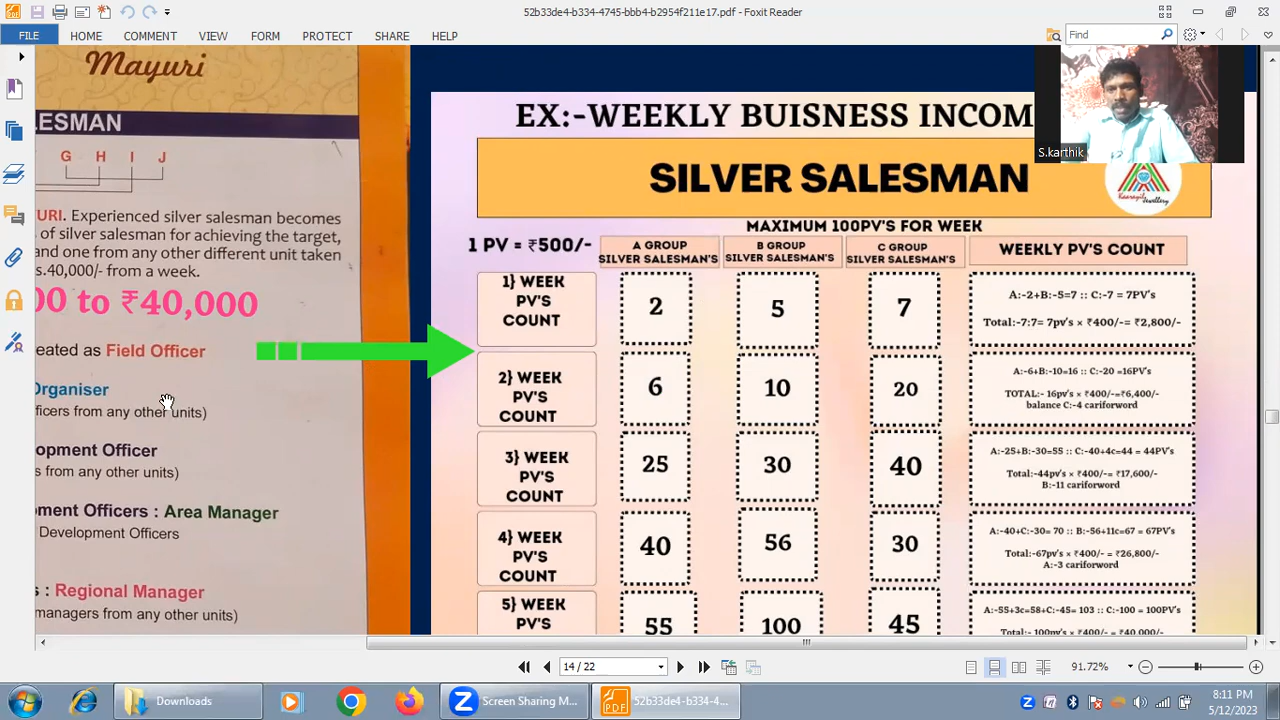 52b33de4-b334-4745-bbb4-b2954f211e17.pdf - Foxit Reader
FILE HOME COMMENT VIEW FORM PROTECT SHARE HELP
Find
Mayuri
LESMAN
G H I J
URI. Experienced silver salesman becomes
of silver salesman for achieving the target,
and one from any other different unit taken
s.40,000/- from a week.
00 to ₹40,000
eated as Field Officer
Organiser
fficers from any other units)
opment Officer
s from any other units)
ment Officers : Area Manager
Development Officers
s : Regional Manager
managers from any other units)
EX:-WEEKLY BUISNESS INCOM
S.karthik
SILVER SALESMAN
Kaarayil
Jewellery
MAXIMUM 100PV'S FOR WEEK
1 PV = ₹500/-
A GROUP
SILVER SALESMAN'S
B GROUP
SILVER SALESMAN'S
C GROUP
SILVER SALESMAN'S
WEEKLY PV'S COUNT
1} WEEK
PV'S
COUNT
2
5
7
A:-2+B:-5=7 :: C:-7 = 7PV's
Total:-7:7= 7pv's × ₹400/-= ₹2,800/-
2} WEEK
PV'S
COUNT
6
10
20
A:-6+B:-10=16 :: C:-20 =16PV's
TOTAL:- 16pv's × ₹400/-=₹6,400/-
balance C:-4 cariforword
3} WEEK
PV'S
COUNT
25
30
40
A:-25+B:-30=55 :: C:-40+4c=44 = 44PV's
Total:-44pv's × ₹400/-= ₹17,600/-
B:-11 cariforword
4} WEEK
PV'S
COUNT
40
56
30
A:-40+C:-30= 70 :: B:-56+11c=67 = 67PV's
Total:-67pv's × ₹400/- = ₹26,800/-
A:-3 cariforword
5} WEEK
PV'S
55
100
45
A:-55+3c=58+C:-45= 103 :: C:-100 = 100PV's
Total:- 100pv's × ₹400/- = ₹40,000/-
14 / 22
91.72%
Downloads
Screen Sharing M...
52b33de4-b334-4...
8:11 PM
5/12/2023